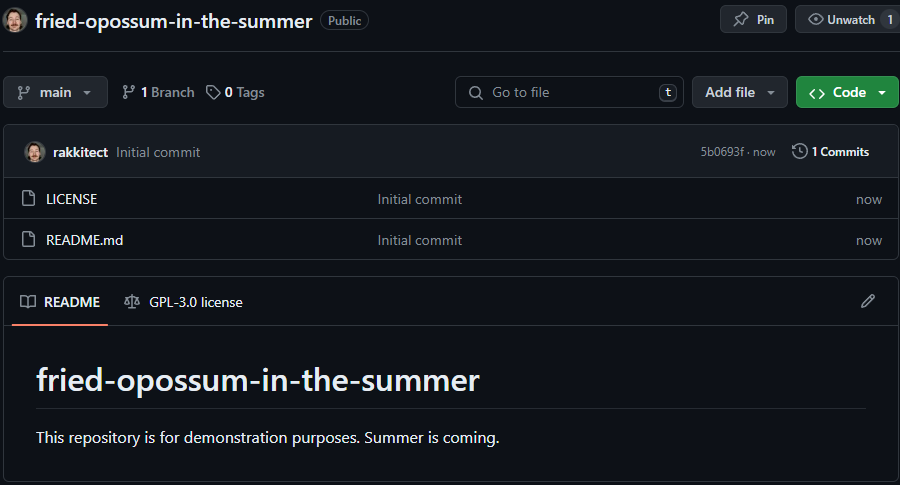 fried-opossum-in-the-summer Public Pin Unwatch 1
main 1 Branch 0 Tags Go to file t Add file Code
rakkitect Initial commit 5b0693f · now 1 Commits
LICENSE Initial commit now
README.md Initial commit now
README GPL-3.0 license
fried-opossum-in-the-summer
This repository is for demonstration purposes. Summer is coming.